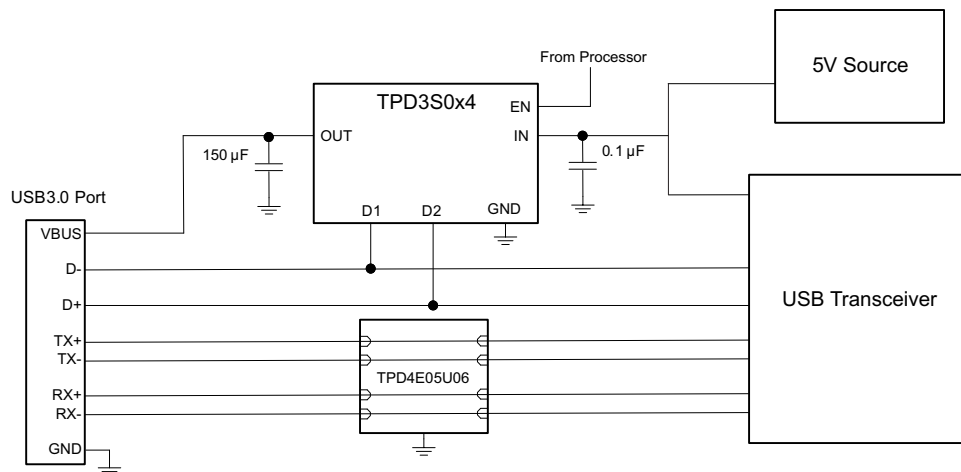 From Processor
5V Source
TPD3S0x4
EN
OUT
IN
150 µF
0.1 µF
USB3.0 Port
D1
D2
GND
VBUS
D-
D+
USB Transceiver
TX+
TX-
TPD4E05U06
RX+
RX-
GND